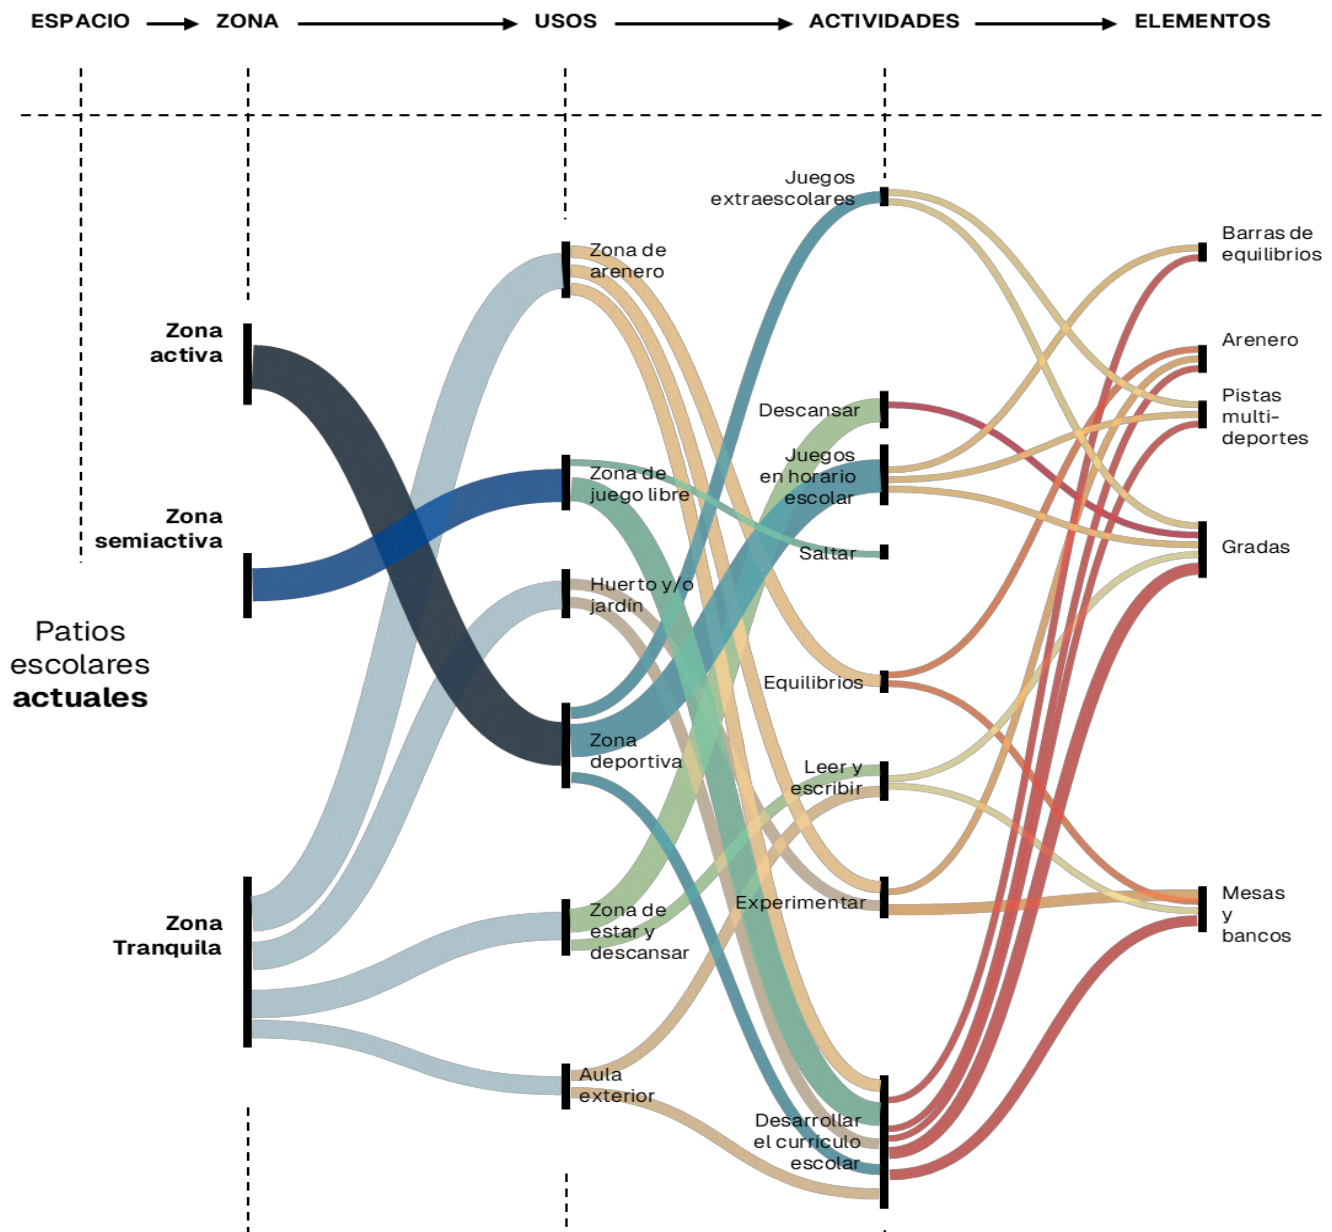 ESPACIO
ZONA
USOS
ACTIVIDADES
ELEMENTOS
Patios
escolares
actuales
Zona
activa
Zona
semiactiva
Zona
Tranquila
Zona de
arenero
Zona de
juego libre
Huerto y/o
jardín
Zona
deportiva
Zona de
estar y
descansar
Aula
exterior
Juegos
extraescolares
Descansar
Juegos
en horario
escolar
Saltar
Equilibrios
Leer y
escribir
Experimentar
Desarrollar
el currículo
escolar
Barras de
equilibrios
Arenero
Pistas
multi-
deportes
Gradas
Mesas
y
bancos